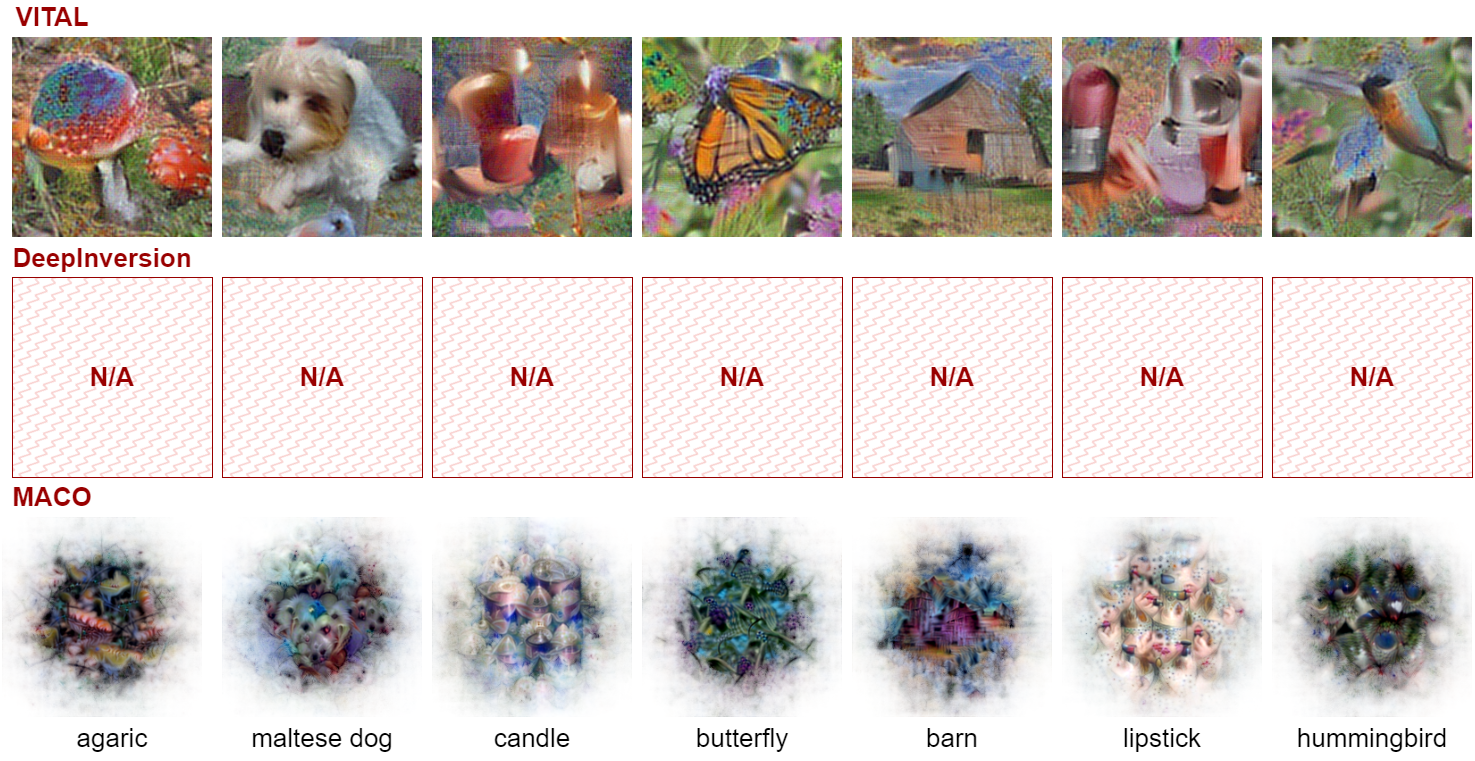 VITAL
DeepInversion
N/A N/A N/A N/A N/A N/A N/A
MACO
agaric maltese dog candle butterfly barn lipstick hummingbird